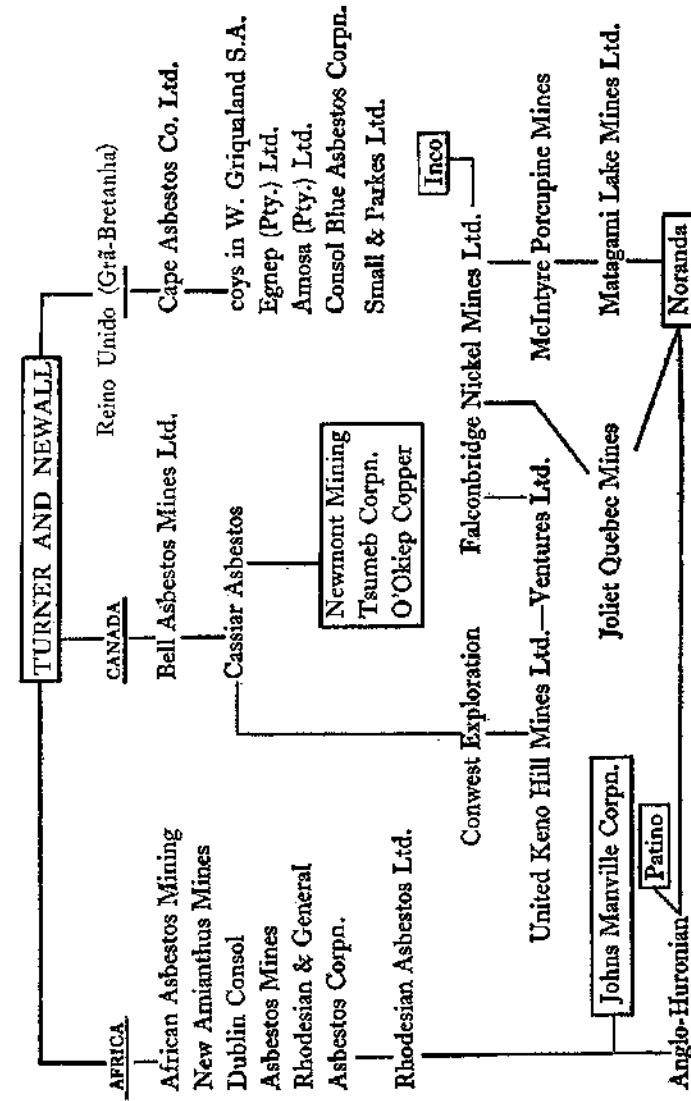 TURNER AND NEWALL
AFRICA
African Asbestos Mining
New Amianthus Mines
Dublin Consol
Asbestos Mines
Rhodesian & General
Asbestos Corpn.
Rhodesian Asbestos Ltd.
Johns Manville Corpn.
Patino
Anglo-Huronian
CANADA
Bell Asbestos Mines Ltd.
Cassiar Asbestos
Newmont Mining
Tsumeb Corpn.
O'Okiep Copper
Conwest Exploration
United Keno Hill Mines Ltd.—Ventures Ltd.
Reino Unido (Grã-Bretanha)
Cape Asbestos Co. Ltd.
coys in W. Griqualand S.A.
Egnep (Pty.) Ltd.
Amosa (Pty.) Ltd.
Consol Blue Asbestos Corpn.
Small & Parkes Ltd.
Inco
Falconbridge Nickel Mines Ltd.
McIntyre Porcupine Mines
Matagami Lake Mines Ltd.
Joliet Quebec Mines
Noranda